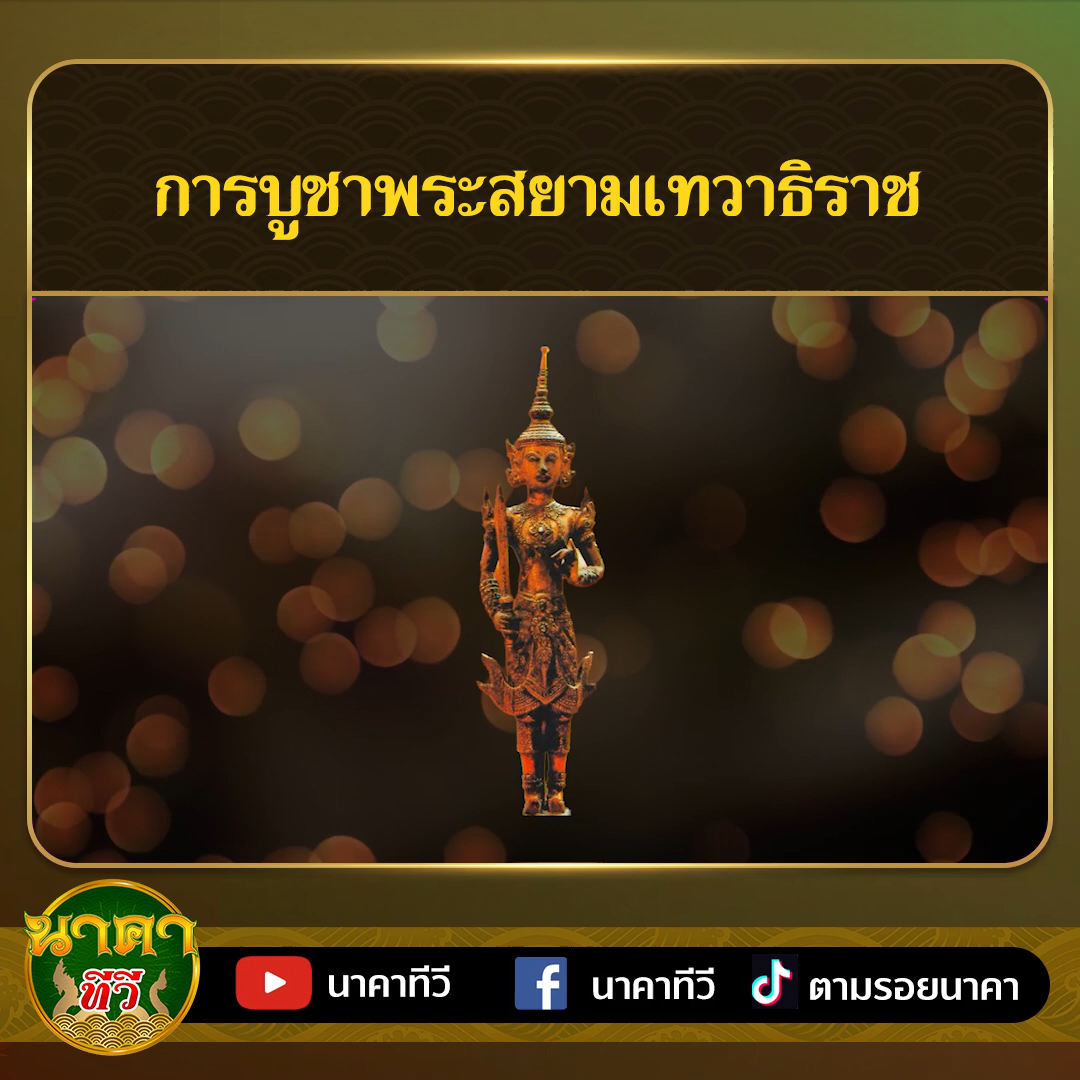 การบูชาพระสยามเทวาธิราช
นาคา
ทีวี
นาคาทีวี
นาคาทีวี
ตามรอยนาคา